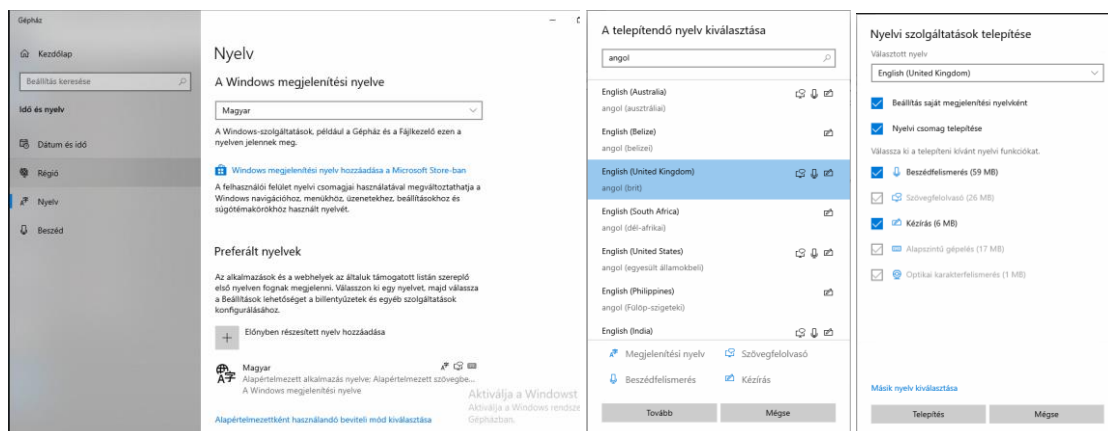 Gépház
Kezdőlap
Beállítás keresése
Idő és nyelv
Dátum és idő
Régió
Nyelv
Beszéd
Nyelv
A Windows megjelenítési nyelve
Magyar
A Windows-szolgáltatások, például a Gépház és a Fájlkezelő ezen a
nyelven jelennek meg.
Windows megjelenítési nyelv hozzáadása a Microsoft Store-ban
A felhasználói felület nyelvi csomagjai használatával megváltoztathatja a
Windows navigációhoz, menükhöz, üzenetekhez, beállításokhoz és
súgótémakörökhöz használt nyelvét.
Preferált nyelvek
Az alkalmazások és a webhelyek az általuk támogatott listán szereplő
első nyelven fognak megjelenni. Válasszon ki egy nyelvet, majd válassza
a Beállítások lehetőséget a billentyűzetek és egyéb szolgáltatások
konfigurálásához.
Előnyben részesített nyelv hozzáadása
Magyar
Alapértelmezett alkalmazás nyelve: Alapértelmezett szövegbe...
A Windows megjelenítési nyelve
Aktiválja a Windowst
Aktiválja a Windows rendsze
Gépházban.
Alapértelmezettként használandó beviteli mód kiválasztása
A telepítendő nyelv kiválasztása
angol
English (Australia)
angol (ausztráliai)
English (Belize)
angol (belizei)
English (United Kingdom)
angol (brit)
English (South Africa)
angol (dél-afrikai)
English (United States)
angol (egyesült államokbeli)
English (Philippines)
angol (Fülöp-szigeteki)
English (India)
Megjelenítési nyelv
Szövegfelolvasó
Beszédfelismerés
Kézírás
Tovább
Mégse
Nyelvi szolgáltatások telepítése
Választott nyelv
English (United Kingdom)
Beállítás saját megjelenítési nyelvként
Nyelvi csomag telepítése
Válassza ki a telepíteni kívánt nyelvi funkciókat.
Beszédfelismerés (59 MB)
Szövegfelolvasó (26 MB)
Kézírás (6 MB)
Alapszintű gépelés (17 MB)
Optikai karakterfelismerés (1 MB)
Másik nyelv kiválasztása
Telepítés
Mégse